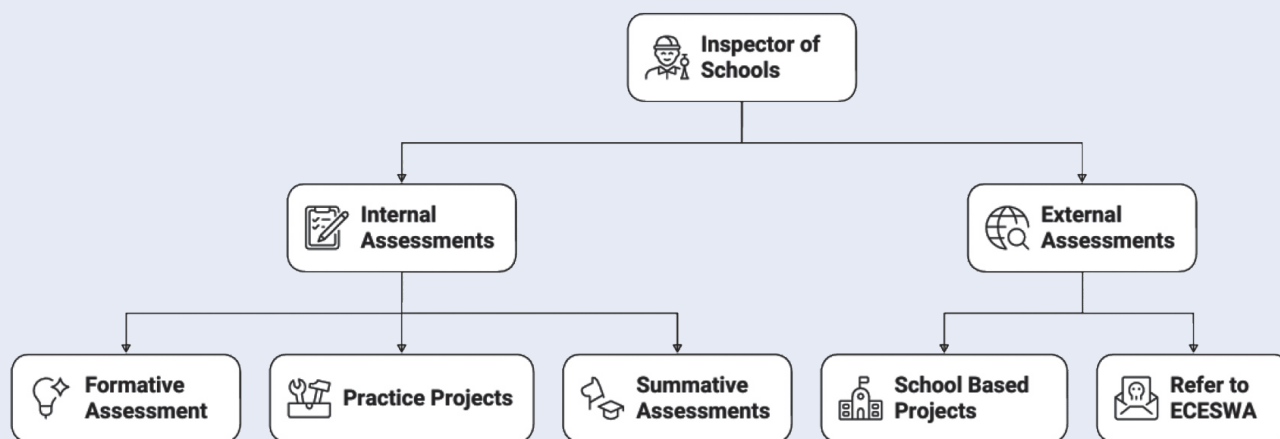 Inspector of
Schools
Internal
Assessments
External
Assessments
Formative
Assessment
Practice Projects
Summative
Assessments
School Based
Projects
Refer to
ECESWA